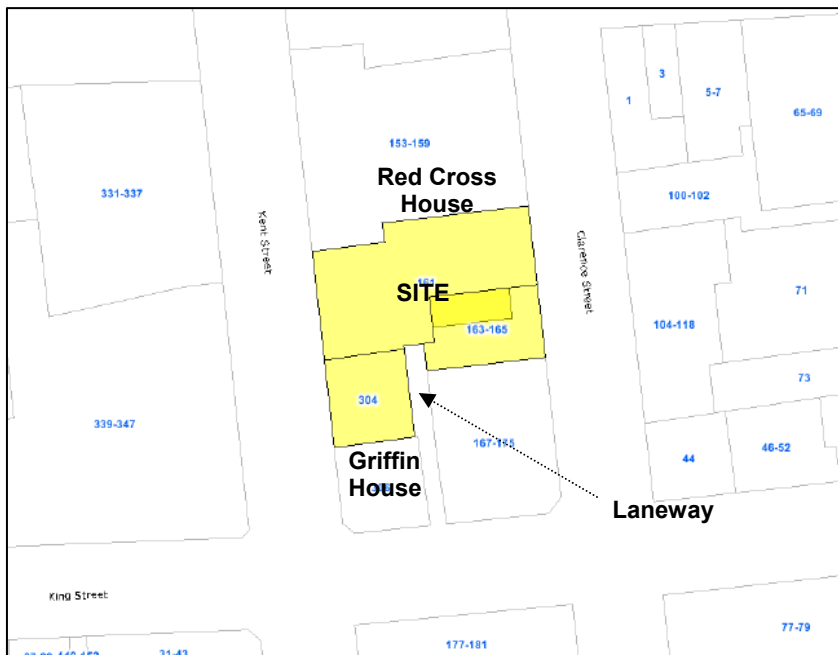 3
1
5-7
65-69
153-159
331-337
Red Cross
House
100-102
Kent Street
Clarence Street
161
SITE
71
163-165
104-118
73
304
339-347
167-175
46-52
44
Griffin
House
Laneway
King Street
31-43
177-181
77-79